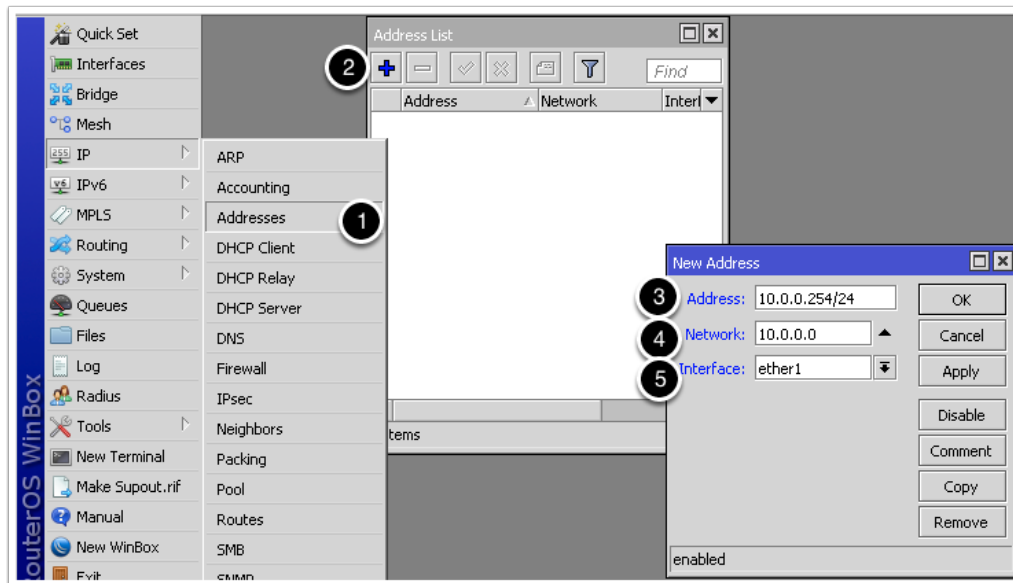 Quick Set
Interfaces
Bridge
Mesh
IP
IPv6
MPLS
Routing
System
Queues
Files
Log
Radius
Tools
New Terminal
Make Supout.rif
Manual
New WinBox
Exit
RouterOS WinBox
ARP
Accounting
1
Addresses
DHCP Client
DHCP Relay
DHCP Server
DNS
Firewall
IPsec
Neighbors
Packing
Pool
Routes
SMB
SNMP
Address List
2
Find
Address Network Interf
tems
New Address
3 Address: 10.0.0.254/24 OK
4 Network: 10.0.0.0 Cancel
5 Interface: ether1 Apply
Disable
Comment
Copy
Remove
enabled